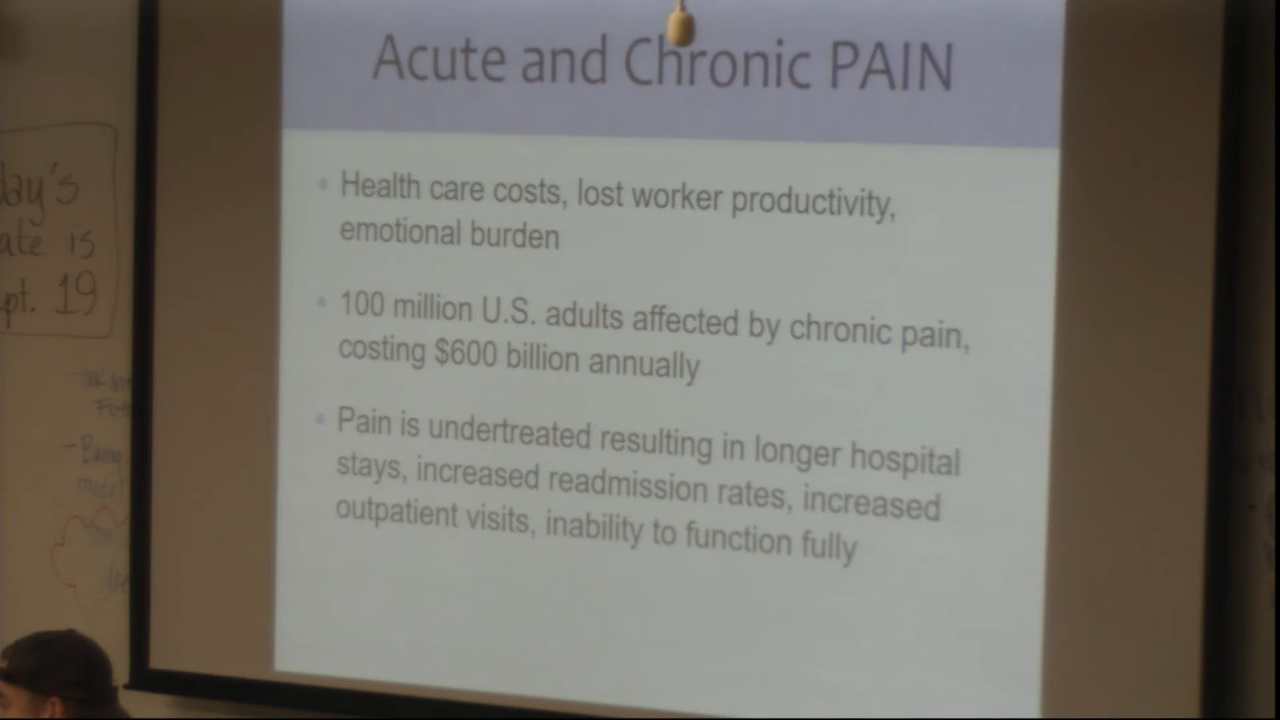 Acute and Chronic PAIN
Health care costs, lost worker productivity,
emotional burden
100 million U.S. adults affected by chronic pain,
costing $600 billion annually
Pain is undertreated resulting in longer hospital
stays, increased readmission rates, increased
outpatient visits, inability to function fully
day's
ate is
pt. 19